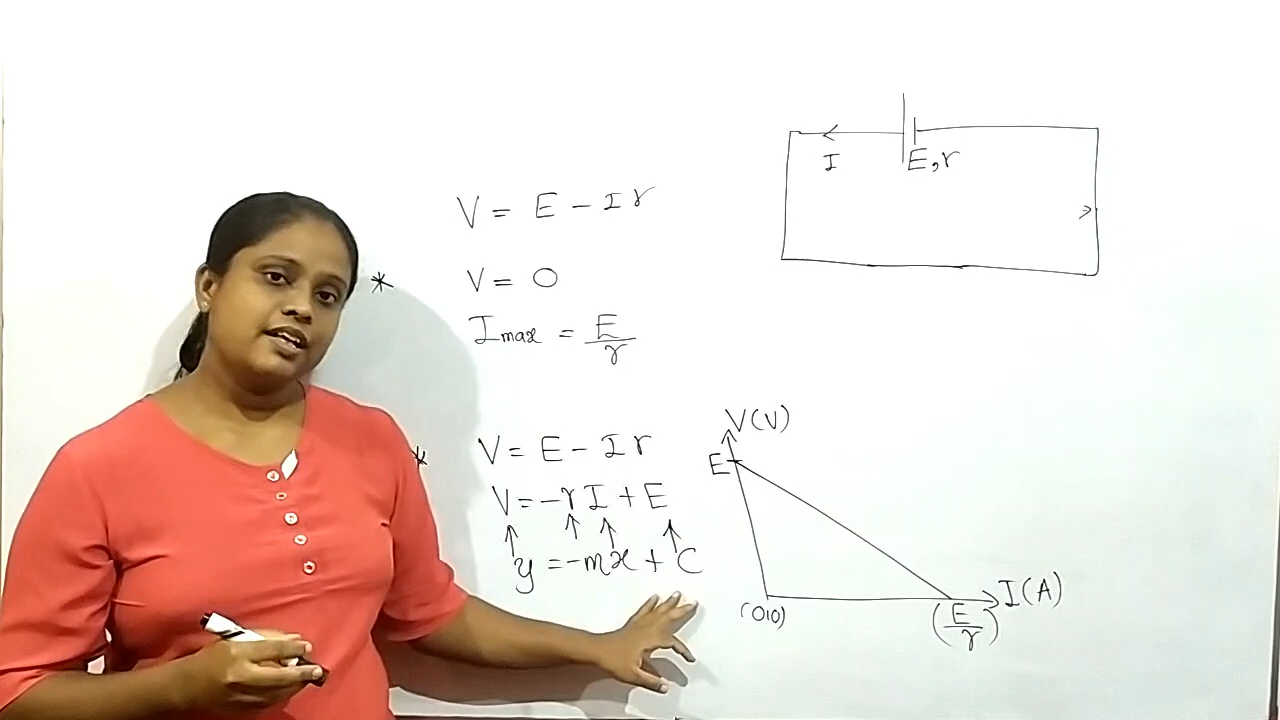 I
E,r
V = E - Ir
* V = 0
Imax = E/r
* V = E - Ir
V = -rI + E
y = -mx + C
V(V)
E
I(A)
(0,0)
(E/r)